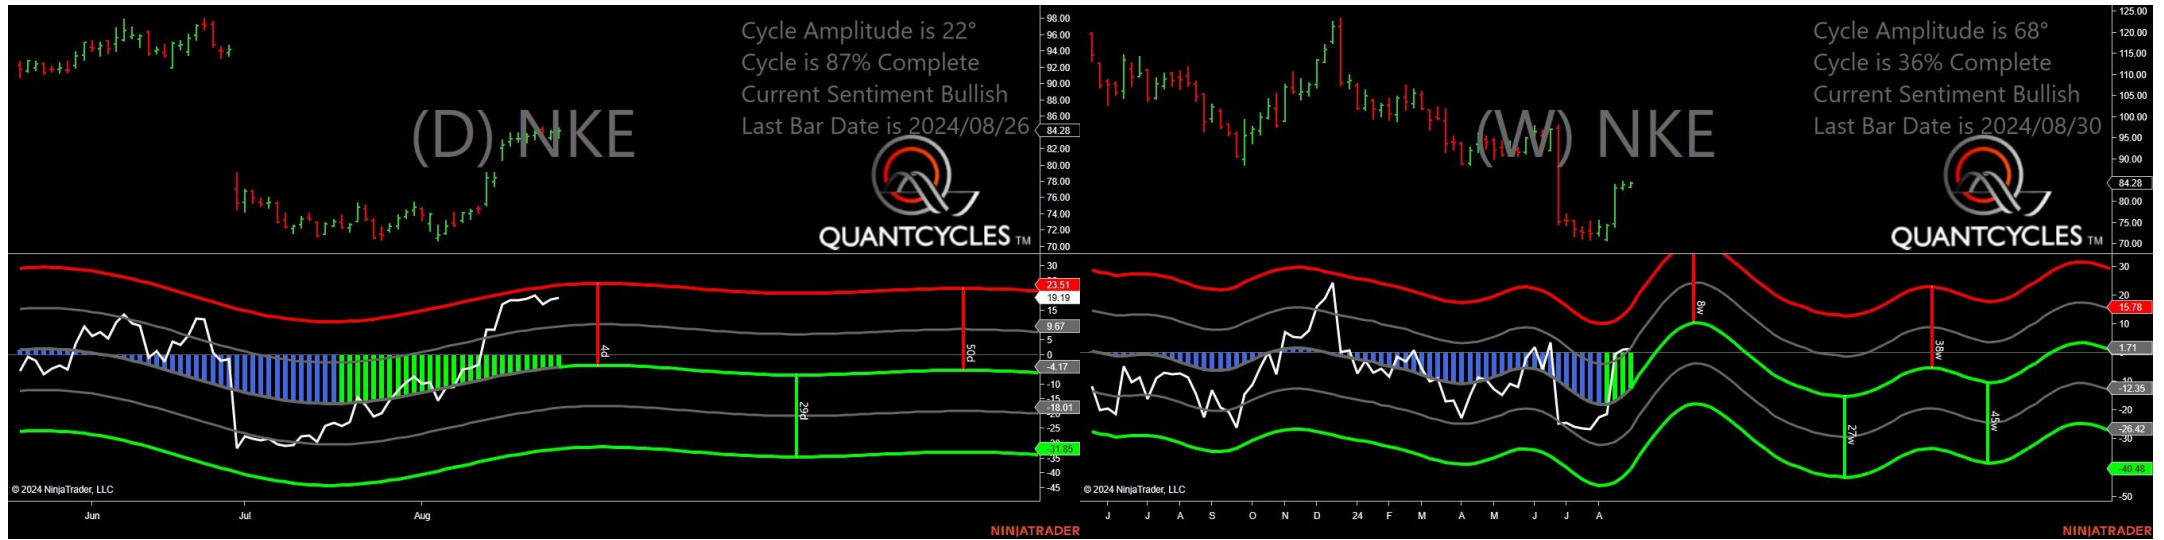 Cycle Amplitude is 22°
Cycle is 87% Complete
Current Sentiment Bullish
Last Bar Date is 2024/08/26
(D) NKE
QUANTCYCLES TM
98.00
96.00
94.00
92.00
90.00
88.00
86.00
84.28
82.00
80.00
78.00
76.00
74.00
72.00
70.00
30
23.51
19.19
15
9.67
5
0
-4.17
-10
-15
-18.01
-25
-31.85
-35
-40
-45
4d
29d
50d
© 2024 NinjaTrader, LLC
Jun
Jul
Aug
NINJATRADER
Cycle Amplitude is 68°
Cycle is 36% Complete
Current Sentiment Bullish
Last Bar Date is 2024/08/30
(W) NKE
QUANTCYCLES TM
125.00
120.00
115.00
110.00
105.00
100.00
95.00
90.00
84.28
80.00
75.00
70.00
30
20
15.78
10
1.71
-12.35
-20
-26.42
-30
-40.48
-50
8w
27w
38w
45w
© 2024 NinjaTrader, LLC
J
J
A
S
O
N
D
24
F
M
A
M
J
J
A
NINJATRADER